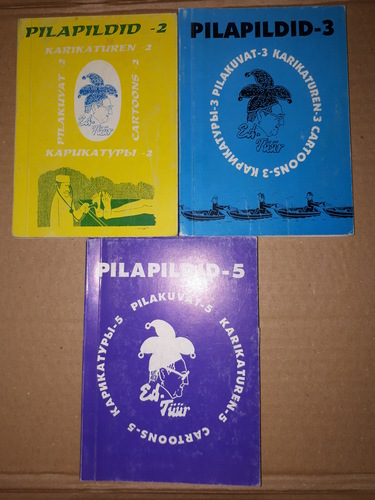 PILAPILDID -2
KARIKATUREN -2
PILAKUVAT -2
CARTOONS -2
Ed. Tüür
КАРИКАТУРЫ -2
PILAPILDID-3
КАРИКАТУРЫ-3 PILAKUVAT-3 KARIKATUREN-3 CARTOONS-3
Ed. Tüür
PILAPILDID-5
КАРИКАТУРЫ-5 PILAKUVAT-5 KARIKATUREN-5 CARTOONS-5
Ed.
Tüür